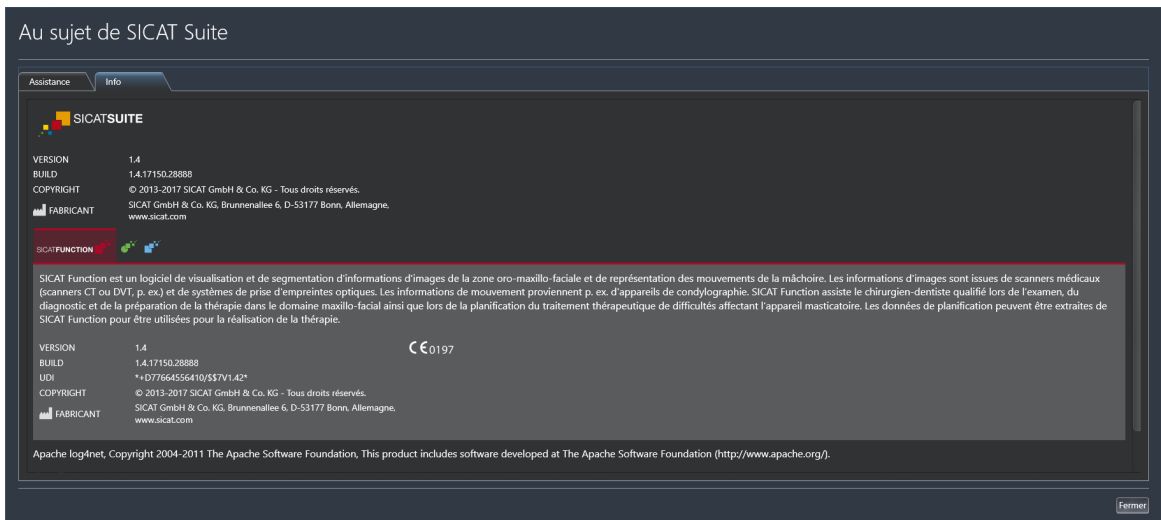 Au sujet de SICAT Suite
Assistance
Info
SICATSUITE
VERSION 1.4
BUILD 1.4.17150.28888
COPYRIGHT © 2013-2017 SICAT GmbH & Co. KG - Tous droits réservés.
FABRICANT SICAT GmbH & Co. KG, Brunnenallee 6, D-53177 Bonn, Allemagne,
www.sicat.com
SICATFUNCTION
SICAT Function est un logiciel de visualisation et de segmentation d'informations d'images de la zone oro-maxillo-faciale et de représentation des mouvements de la mâchoire. Les informations d'images sont issues de scanners médicaux
(scanners CT ou DVT, p. ex.) et de systèmes de prise d'empreintes optiques. Les informations de mouvement proviennent p. ex. d'appareils de condylographie. SICAT Function assiste le chirurgien-dentiste qualifié lors de l'examen, du
diagnostic et de la préparation de la thérapie dans le domaine maxillo-facial ainsi que lors de la planification du traitement thérapeutique de difficultés affectant l'appareil masticatoire. Les données de planification peuvent être extraites de
SICAT Function pour être utilisées pour la réalisation de la thérapie.
VERSION 1.4 CE0197
BUILD 1.4.17150.28888
UDI *+D77664556410/$$7V1.42*
COPYRIGHT © 2013-2017 SICAT GmbH & Co. KG - Tous droits réservés.
FABRICANT SICAT GmbH & Co. KG, Brunnenallee 6, D-53177 Bonn, Allemagne,
www.sicat.com
Apache log4net, Copyright 2004-2011 The Apache Software Foundation, This product includes software developed at The Apache Software Foundation (http://www.apache.org/).
Fermer